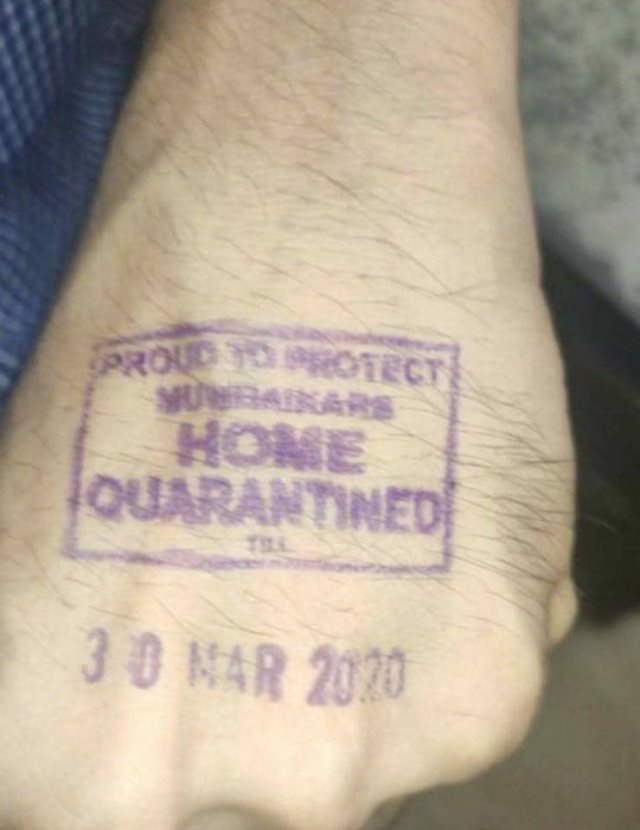 PROUD TO PROTECT
MUMBAIKARS
HOME
QUARANTINED
TILL
30 MAR 2020